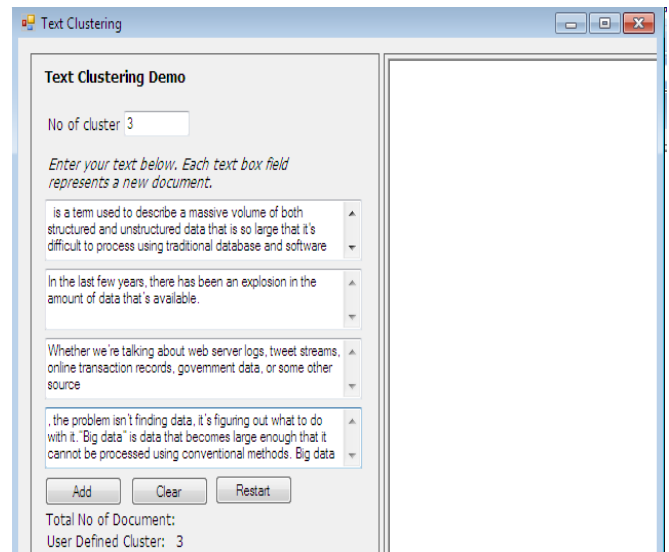 Text Clustering
Text Clustering Demo
No of cluster 3
Enter your text below. Each text box field
represents a new document.
is a term used to describe a massive volume of both
structured and unstructured data that is so large that it's
difficult to process using traditional database and software
In the last few years, there has been an explosion in the
amount of data that's available.
Whether we're talking about web server logs, tweet streams,
online transaction records, government data, or some other
source
, the problem isn't finding data, it's figuring out what to do
with it."Big data" is data that becomes large enough that it
cannot be processed using conventional methods. Big data
Add Clear Restart
Total No of Document:
User Defined Cluster: 3